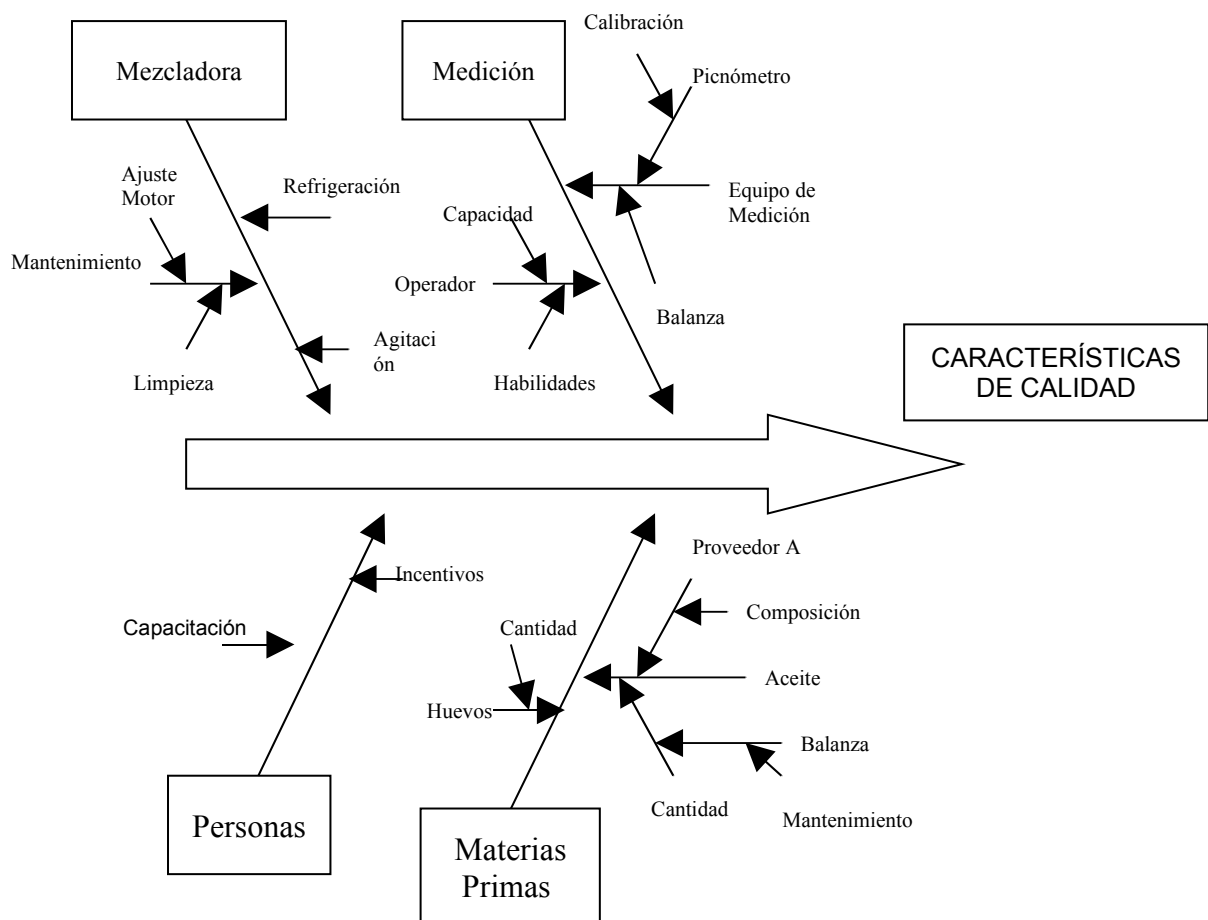 Calibración
Mezcladora
Medición
Picnómetro
Ajuste
Motor
Refrigeración
Equipo de
Medición
Capacidad
Mantenimiento
Operador
Balanza
Agitaci
ón
Limpieza
Habilidades
CARACTERÍSTICAS
DE CALIDAD
Proveedor A
Incentivos
Composición
Capacitación
Cantidad
Aceite
Huevos
Balanza
Cantidad
Mantenimiento
Personas
Materias
Primas